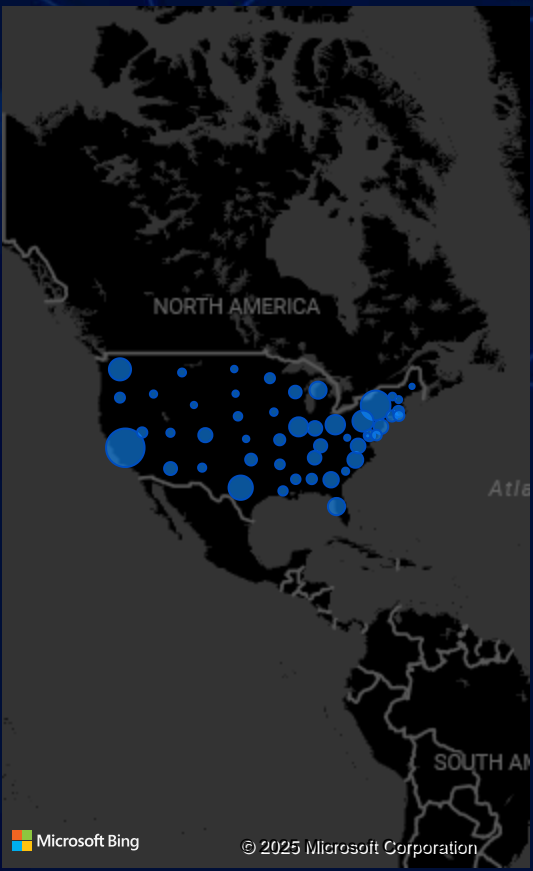 NORTH AMERICA
Atla
SOUTH AM
Microsoft Bing
© 2025 Microsoft Corporation